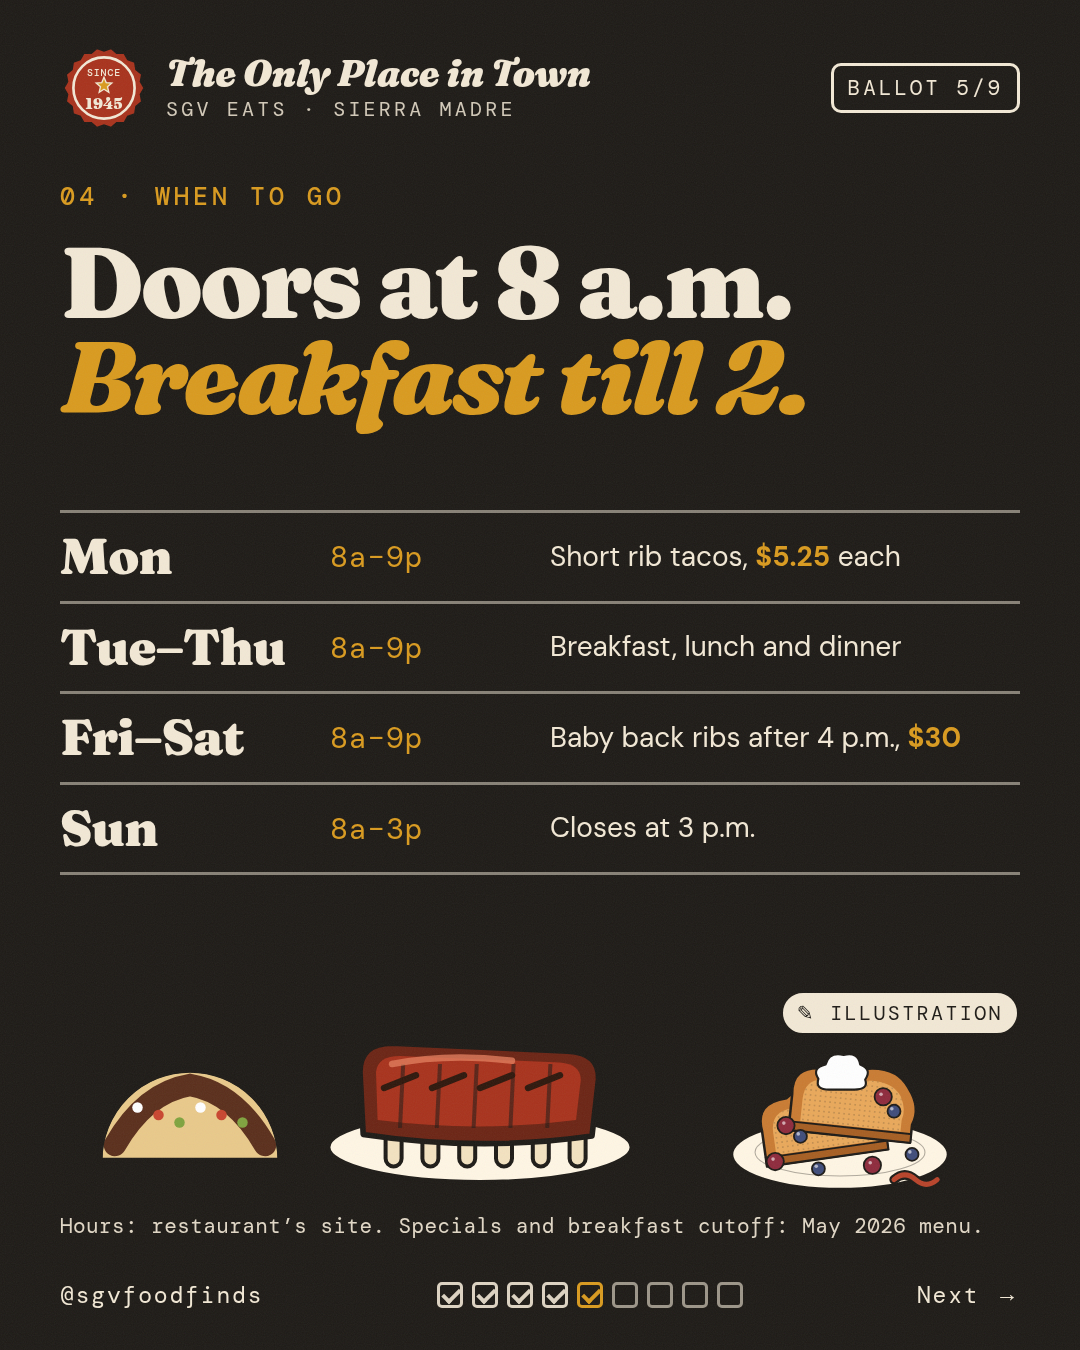 SINCE
1945
The Only Place in Town
SGV EATS · SIERRA MADRE
BALLOT 5/9
04 · WHEN TO GO
Doors at 8 a.m.
Breakfast till 2.
Mon 8a–9p Short rib tacos, $5.25 each
Tue–Thu 8a–9p Breakfast, lunch and dinner
Fri–Sat 8a–9p Baby back ribs after 4 p.m., $30
Sun 8a–3p Closes at 3 p.m.
✎ ILLUSTRATION
Hours: restaurant’s site. Specials and breakfast cutoff: May 2026 menu.
@sgvfoodfinds
Next →